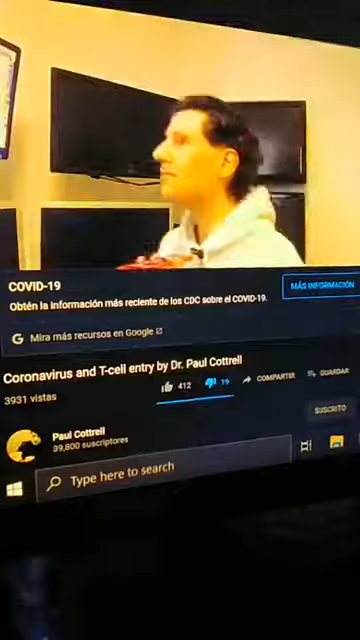 COVID-19
Obtén la información más reciente de los CDC sobre el COVID-19.
MÁS INFORMACIÓN
G Mira más recursos en Google
Coronavirus and T-cell entry by Dr. Paul Cottrell
3931 vistas
412
19
COMPARTIR
GUARDAR
Paul Cottrell
39,800 suscriptores
SUSCRITO
Type here to search